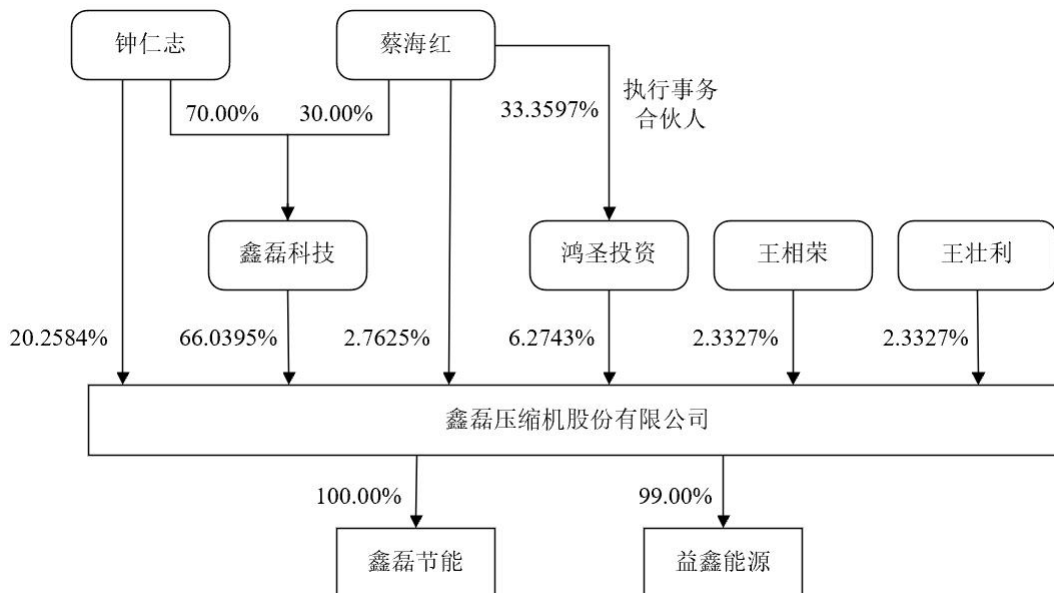 钟仁志
蔡海红
70.00%
30.00%
33.3597%
执行事务
合伙人
鑫磊科技
鸿圣投资
王相荣
王壮利
20.2584%
66.0395%
2.7625%
6.2743%
2.3327%
2.3327%
鑫磊压缩机股份有限公司
100.00%
99.00%
鑫磊节能
益鑫能源